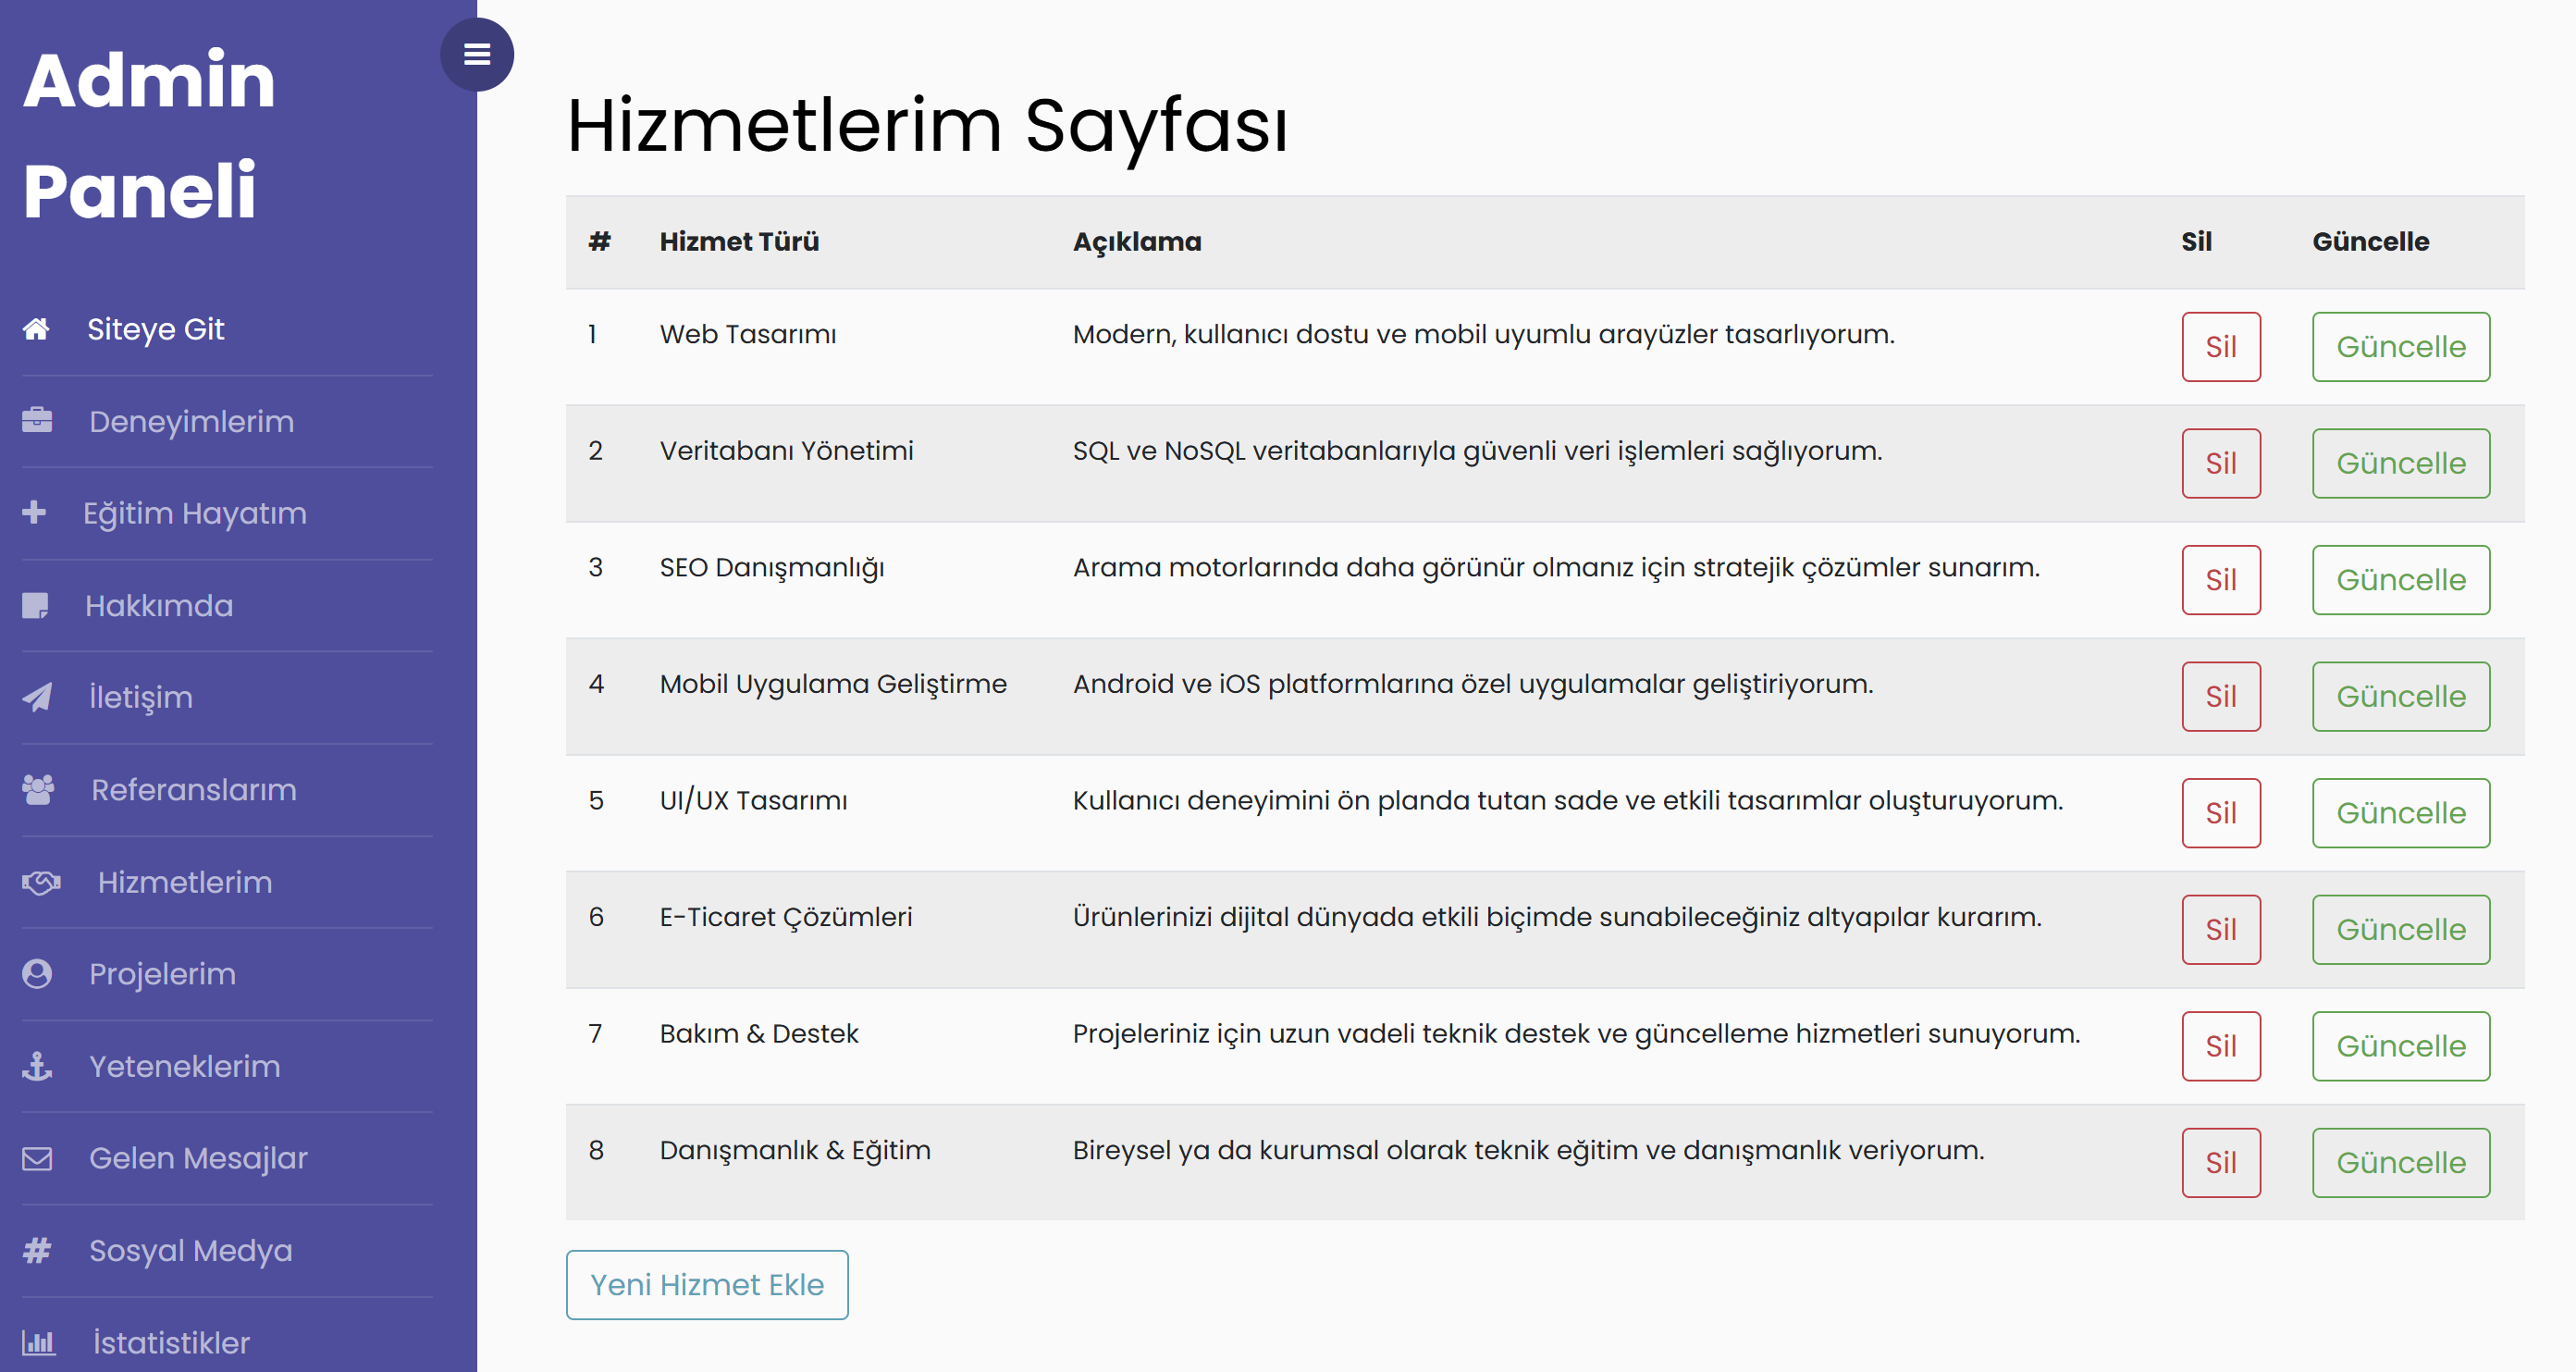 Admin
Paneli
Siteye Git
Deneyimlerim
Eğitim Hayatım
Hakkımda
İletişim
Referanslarım
Hizmetlerim
Projelerim
Yeteneklerim
Gelen Mesajlar
# Sosyal Medya
İstatistikler
Hizmetlerim Sayfası
# Hizmet Türü Açıklama Sil Güncelle
1 Web Tasarımı Modern, kullanıcı dostu ve mobil uyumlu arayüzler tasarlıyorum. Sil Güncelle
2 Veritabanı Yönetimi SQL ve NoSQL veritabanlarıyla güvenli veri işlemleri sağlıyorum. Sil Güncelle
3 SEO Danışmanlığı Arama motorlarında daha görünür olmanız için stratejik çözümler sunarım. Sil Güncelle
4 Mobil Uygulama Geliştirme Android ve iOS platformlarına özel uygulamalar geliştiriyorum. Sil Güncelle
5 UI/UX Tasarımı Kullanıcı deneyimini ön planda tutan sade ve etkili tasarımlar oluşturuyorum. Sil Güncelle
6 E-Ticaret Çözümleri Ürünlerinizi dijital dünyada etkili biçimde sunabileceğiniz altyapılar kurarım. Sil Güncelle
7 Bakım & Destek Projeleriniz için uzun vadeli teknik destek ve güncelleme hizmetleri sunuyorum. Sil Güncelle
8 Danışmanlık & Eğitim Bireysel ya da kurumsal olarak teknik eğitim ve danışmanlık veriyorum. Sil Güncelle
Yeni Hizmet Ekle